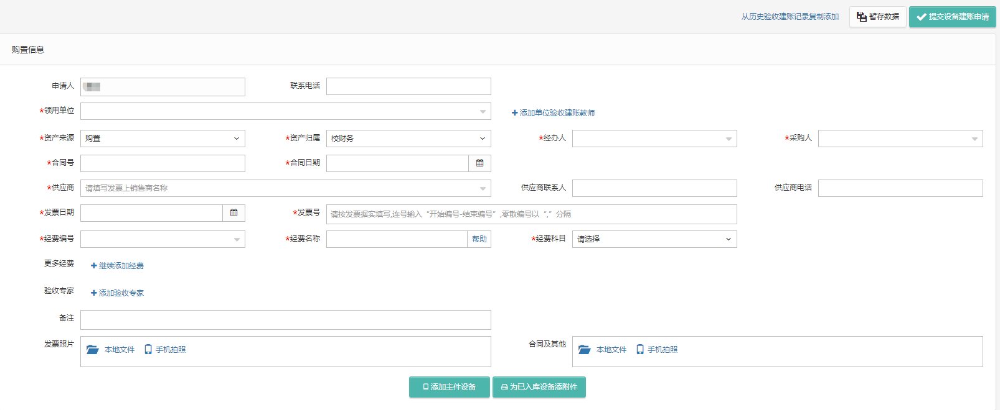 从历史验收建账记录复制添加 暂存数据 提交设备建账申请
购置信息
申请人 联系电话
*领用单位 添加单位验收建账教师
*资产来源 购置 *资产归属 校财务 *经办人 *采购人
*合同号 *合同日期
*供应商 请填写发票上销售商名称 供应商联系人 供应商电话
*发票日期 *发票号 请按发票据实填写,连号输入“开始编号-结束编号”,零散编号以“,”分隔
*经费编号 *经费名称 帮助 *经费科目 请选择
更多经费 继续添加经费
验收专家 添加验收专家
备注
发票照片 本地文件 手机拍照 合同及其他 本地文件 手机拍照
添加主件设备 为已入库设备添附件